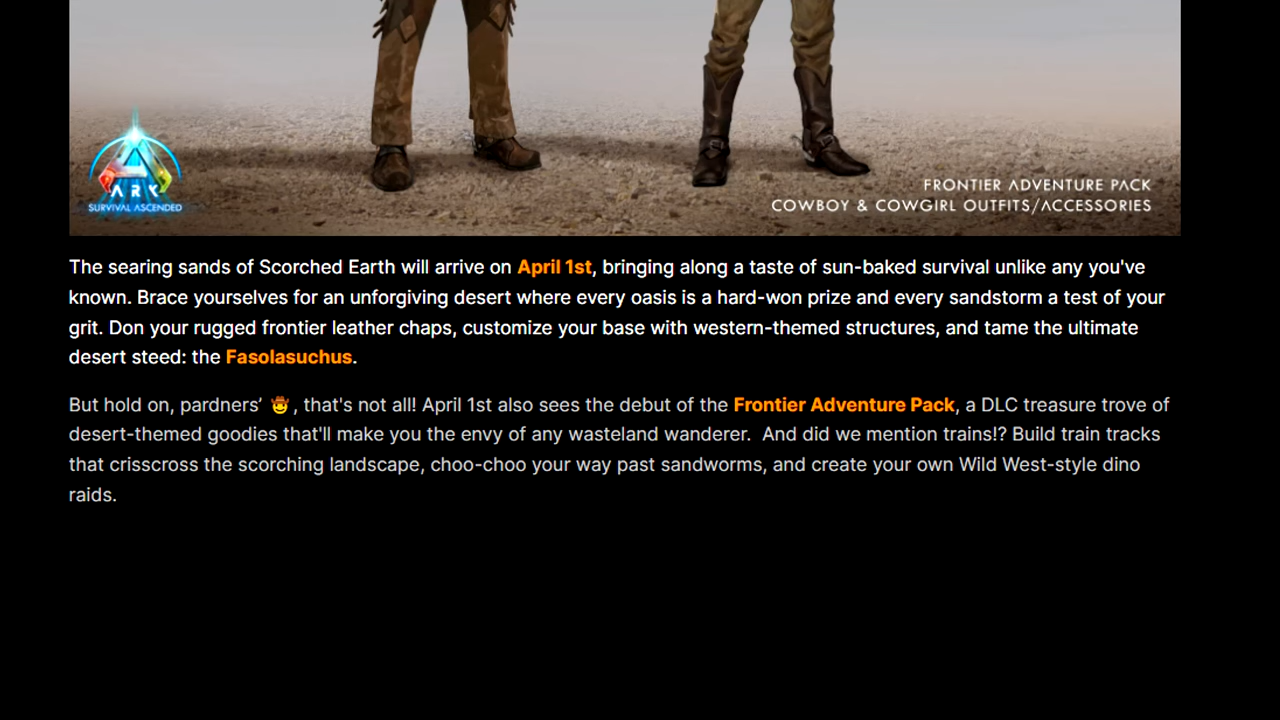 ARK
SURVIVAL ASCENDED
FRONTIER ADVENTURE PACK
COWBOY & COWGIRL OUTFITS/ACCESSORIES
The searing sands of Scorched Earth will arrive on April 1st, bringing along a taste of sun-baked survival unlike any you've
known. Brace yourselves for an unforgiving desert where every oasis is a hard-won prize and every sandstorm a test of your
grit. Don your rugged frontier leather chaps, customize your base with western-themed structures, and tame the ultimate
desert steed: the Fasolasuchus.
But hold on, pardners’ 🤠, that's not all! April 1st also sees the debut of the Frontier Adventure Pack, a DLC treasure trove of
desert-themed goodies that'll make you the envy of any wasteland wanderer.  And did we mention trains!? Build train tracks
that crisscross the scorching landscape, choo-choo your way past sandworms, and create your own Wild West-style dino
raids.